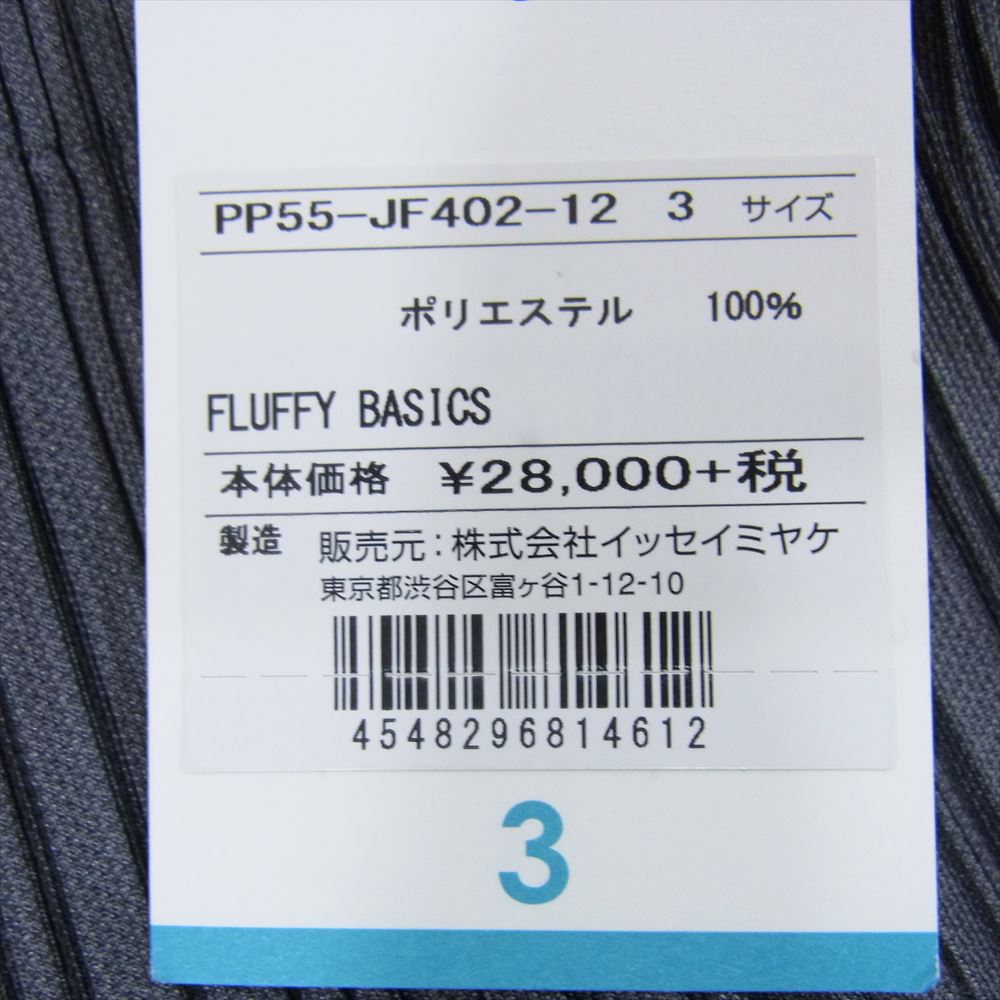 PP55-JF402-12 3 サイズ
ポリエステル 100%
FLUFFY BASICS
本体価格 ¥28,000+税
製造 販売元:株式会社イッセイミヤケ
東京都渋谷区富ヶ谷1-12-10
4548296814612
3